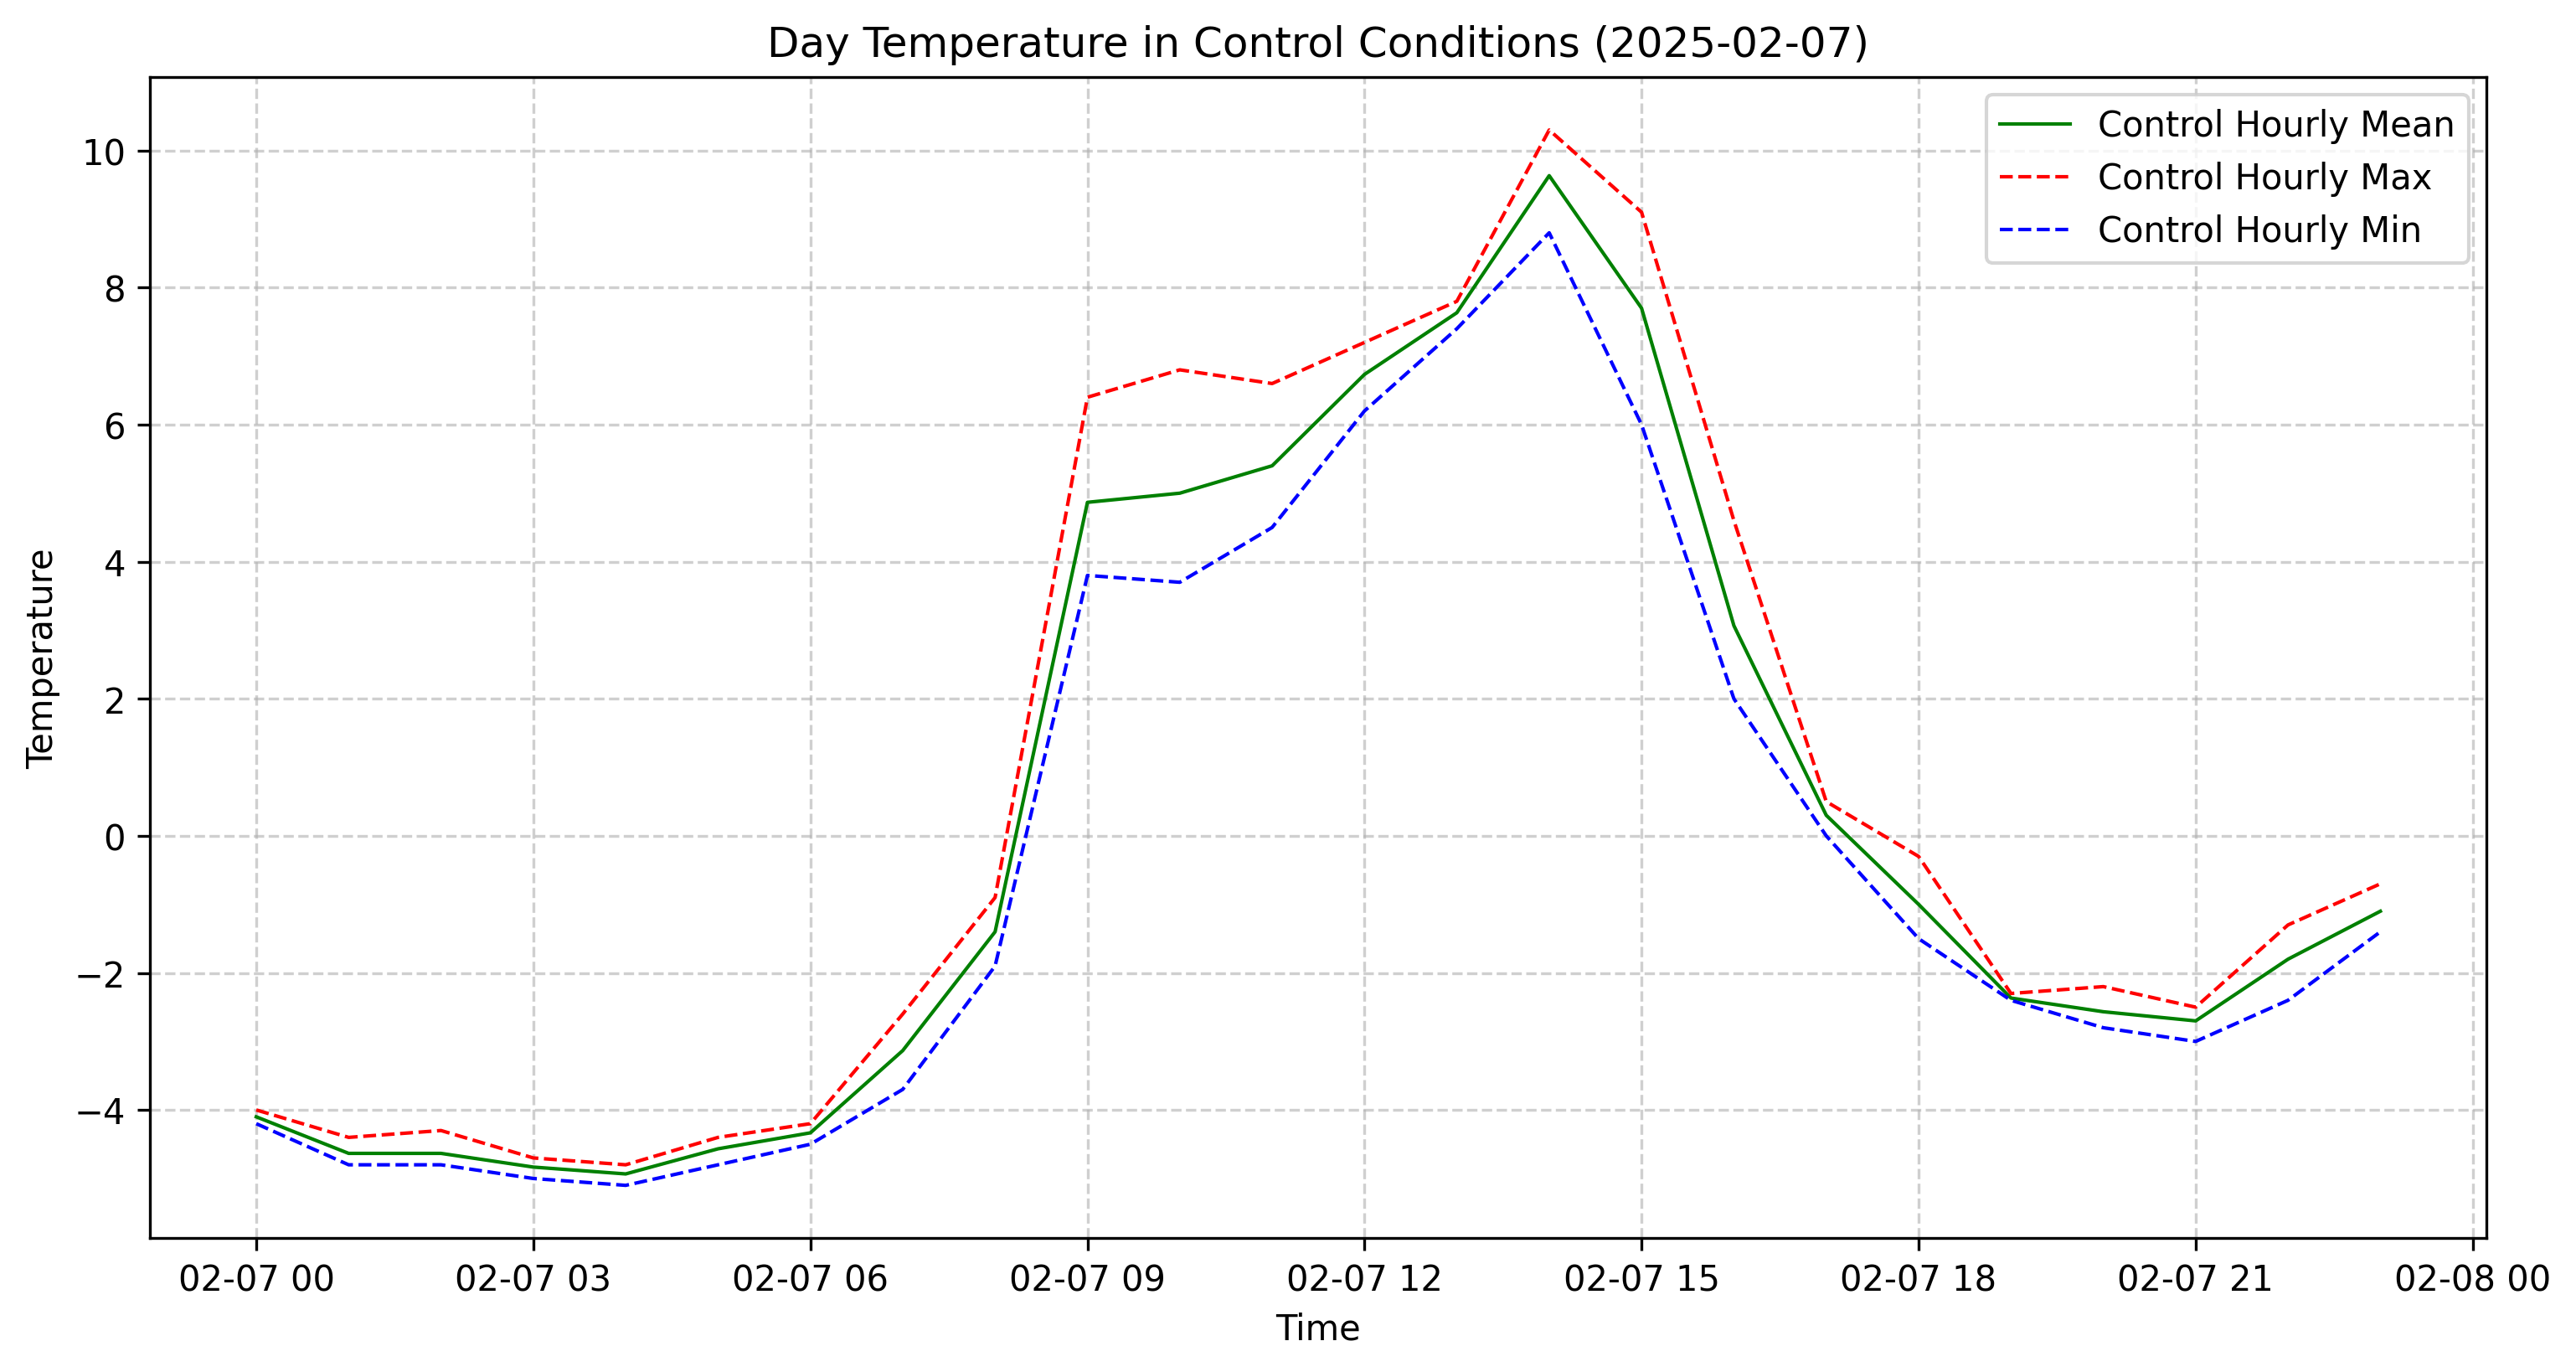 Day Temperature in Control Conditions (2025-02-07)
Control Hourly Mean
Control Hourly Max
Control Hourly Min
Temperature
10
8
6
4
2
0
−2
−4
02-07 00 02-07 03 02-07 06 02-07 09 02-07 12 02-07 15 02-07 18 02-07 21 02-08 00
Time